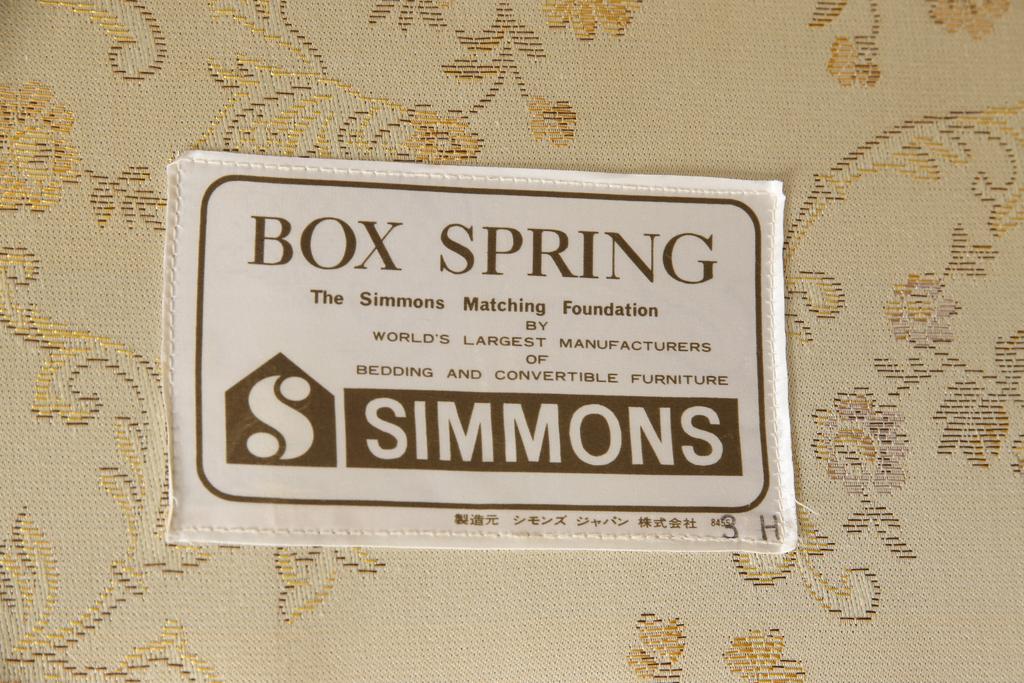 BOX SPRING
The Simmons Matching Foundation
BY
WORLD'S LARGEST MANUFACTURERS
OF
BEDDING AND CONVERTIBLE FURNITURE
S SIMMONS
製造元 シモンズ ジャパン 株式会社
3 H